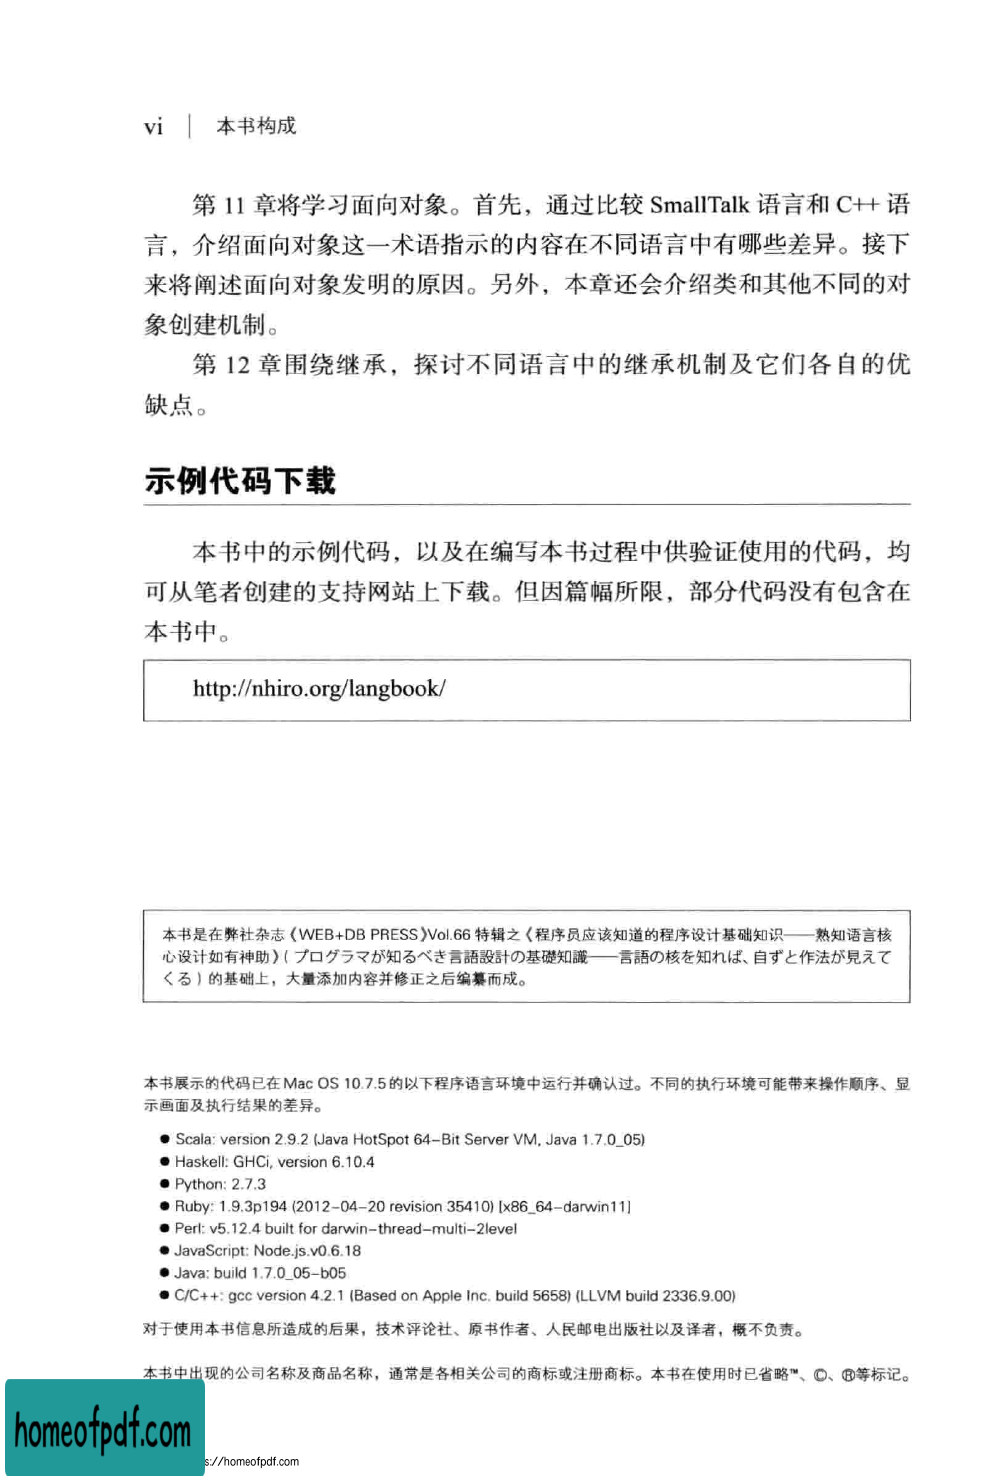 vi | 本书构成
第 11 章将学习面向对象。首先，通过比较 SmallTalk 语言和 C++ 语
言，介绍面向对象这一术语指示的内容在不同语言中有哪些差异。接下
来将阐述面向对象发明的原因。另外，本章还会介绍类和其他不同的对
象创建机制。
第 12 章围绕继承，探讨不同语言中的继承机制及它们各自的优
缺点。
示例代码下载
本书中的示例代码，以及在编写本书过程中供验证使用的代码，均
可从笔者创建的支持网站上下载。但因篇幅所限，部分代码没有包含在
本书中。
http://nhiro.org/langbook/
本书是在弊社杂志《WEB+DB PRESS》Vol.66 特辑之《程序员应该知道的程序设计基础知识——熟知语言核
心设计如有神助》(プログラマが知るべき言語設計の基礎知識——言語の核を知れば、自ずと作法が見えて
くる) 的基础上，大量添加内容并修正之后编纂而成。
本书展示的代码已在 Mac OS 10.7.5 的以下程序语言环境中运行并确认过。不同的执行环境可能带来操作顺序、显
示画面及执行结果的差异。
● Scala: version 2.9.2 (Java HotSpot 64-Bit Server VM, Java 1.7.0_05)
● Haskell: GHCi, version 6.10.4
● Python: 2.7.3
● Ruby: 1.9.3p194 (2012-04-20 revision 35410) [x86_64-darwin11]
● Perl: v5.12.4 built for darwin-thread-multi-2level
● JavaScript: Node.js.v0.6.18
● Java: build 1.7.0_05-b05
● C/C++: gcc version 4.2.1 (Based on Apple Inc. build 5658) (LLVM build 2336.9.00)
对于使用本书信息所造成的后果，技术评论社、原书作者、人民邮电出版社以及译者，概不负责。
本书中出现的公司名称及商品名称，通常是各相关公司的商标或注册商标。本书在使用时已省略™、©、®等标记。
homeofpdf.com
s://homeofpdf.com